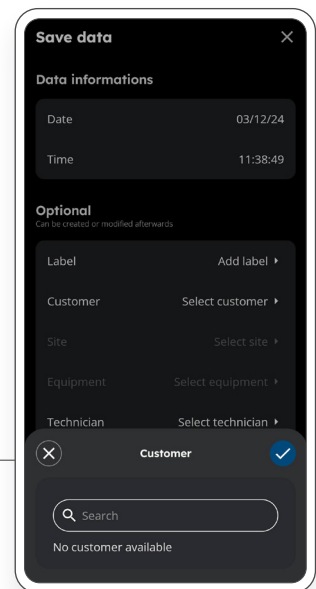 Save data
Data informations
Date 03/12/24
Time 11:38:49
Optional
Can be created or modified afterwards
Label Add label
Customer Select customer
Site Select site
Equipment Select equipment
Technician Select technician
Customer
Search
No customer available